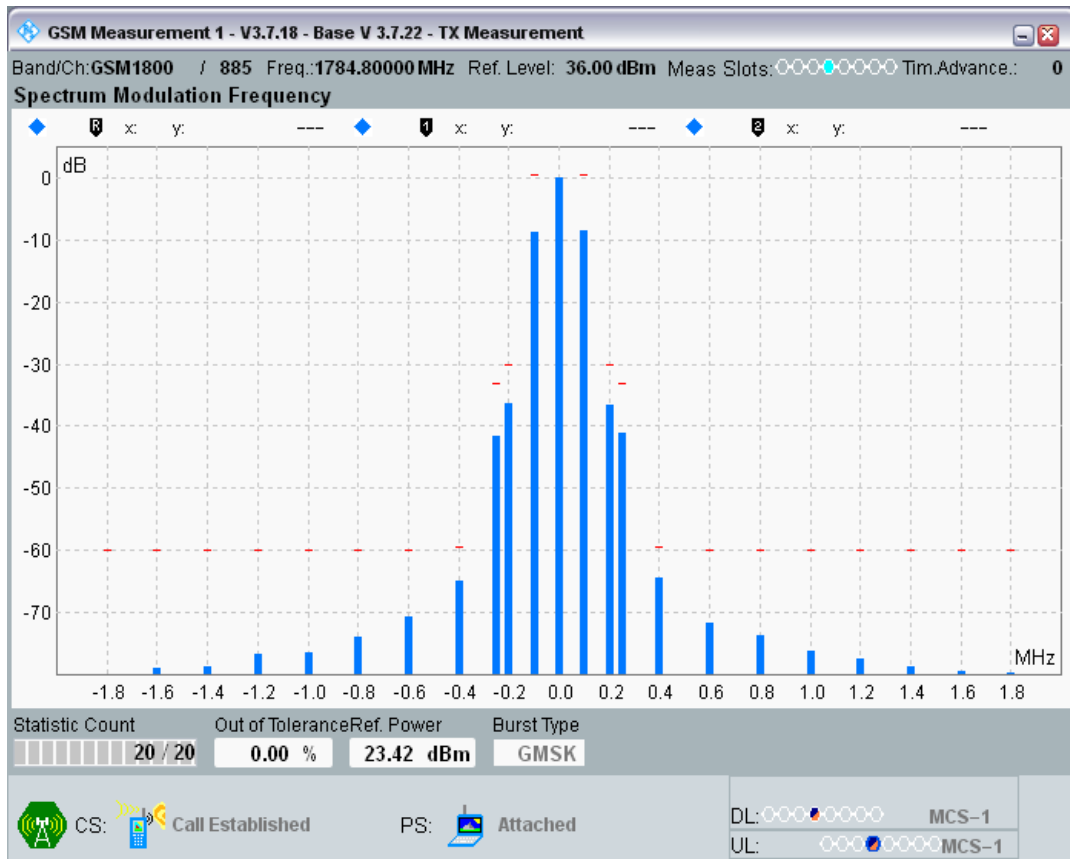 GSM Measurement 1 - V3.7.18 - Base V 3.7.22 - TX Measurement
Band/Ch:GSM1800 / 885 Freq.:1784.80000 MHz Ref. Level: 36.00 dBm Meas Slots: Tim.Advance.: 0
Spectrum Modulation Frequency
R x: y: --- 1 x: y: --- 2 x: y: ---
dB
0
-10
-20
-30
-40
-50
-60
-70
MHz
-1.8 -1.6 -1.4 -1.2 -1.0 -0.8 -0.6 -0.4 -0.2 0.0 0.2 0.4 0.6 0.8 1.0 1.2 1.4 1.6 1.8
Statistic Count Out of Tolerance Ref. Power Burst Type
20 / 20 0.00 % 23.42 dBm GMSK
CS: Call Established PS: Attached
DL: MCS-1
UL: MCS-1